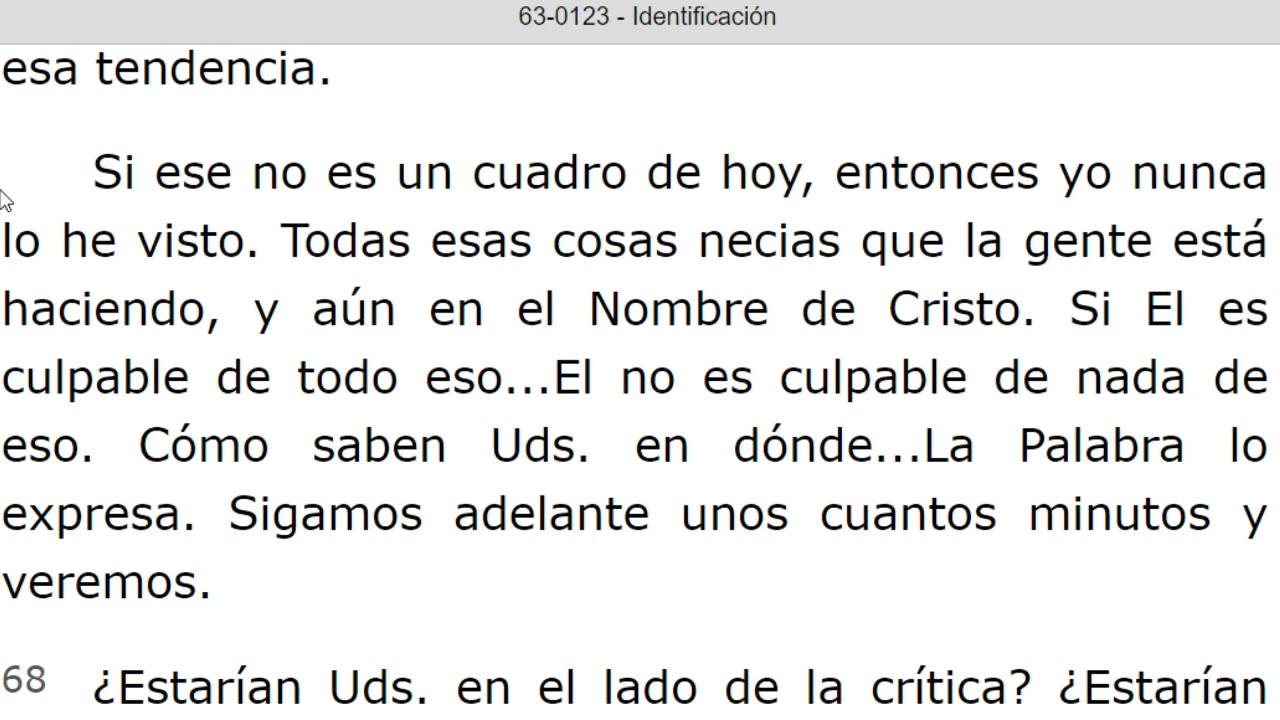 63-0123 - Identificación
esa tendencia.
Si ese no es un cuadro de hoy, entonces yo nunca
lo he visto. Todas esas cosas necias que la gente está
haciendo, y aún en el Nombre de Cristo. Si El es
culpable de todo eso...El no es culpable de nada de
eso. Cómo saben Uds. en dónde...La Palabra lo
expresa. Sigamos adelante unos cuantos minutos y
veremos.
68 ¿Estarían Uds. en el lado de la crítica? ¿Estarían